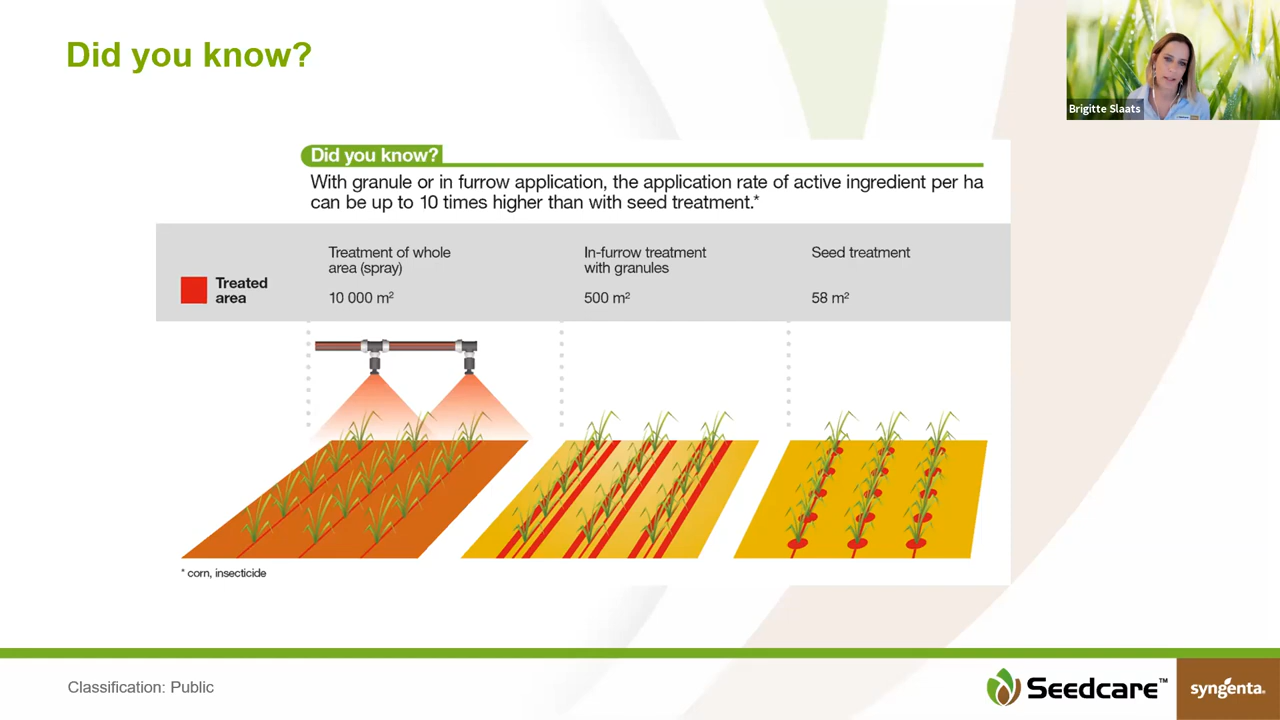 Did you know?
Brigitte Slaats
Did you know?
With granule or in furrow application, the application rate of active ingredient per ha
can be up to 10 times higher than with seed treatment.*
Treated
area
Treatment of whole
area (spray)
10 000 m²
In-furrow treatment
with granules
500 m²
Seed treatment
58 m²
* corn, insecticide
Classification: Public
Seedcare™
syngenta.